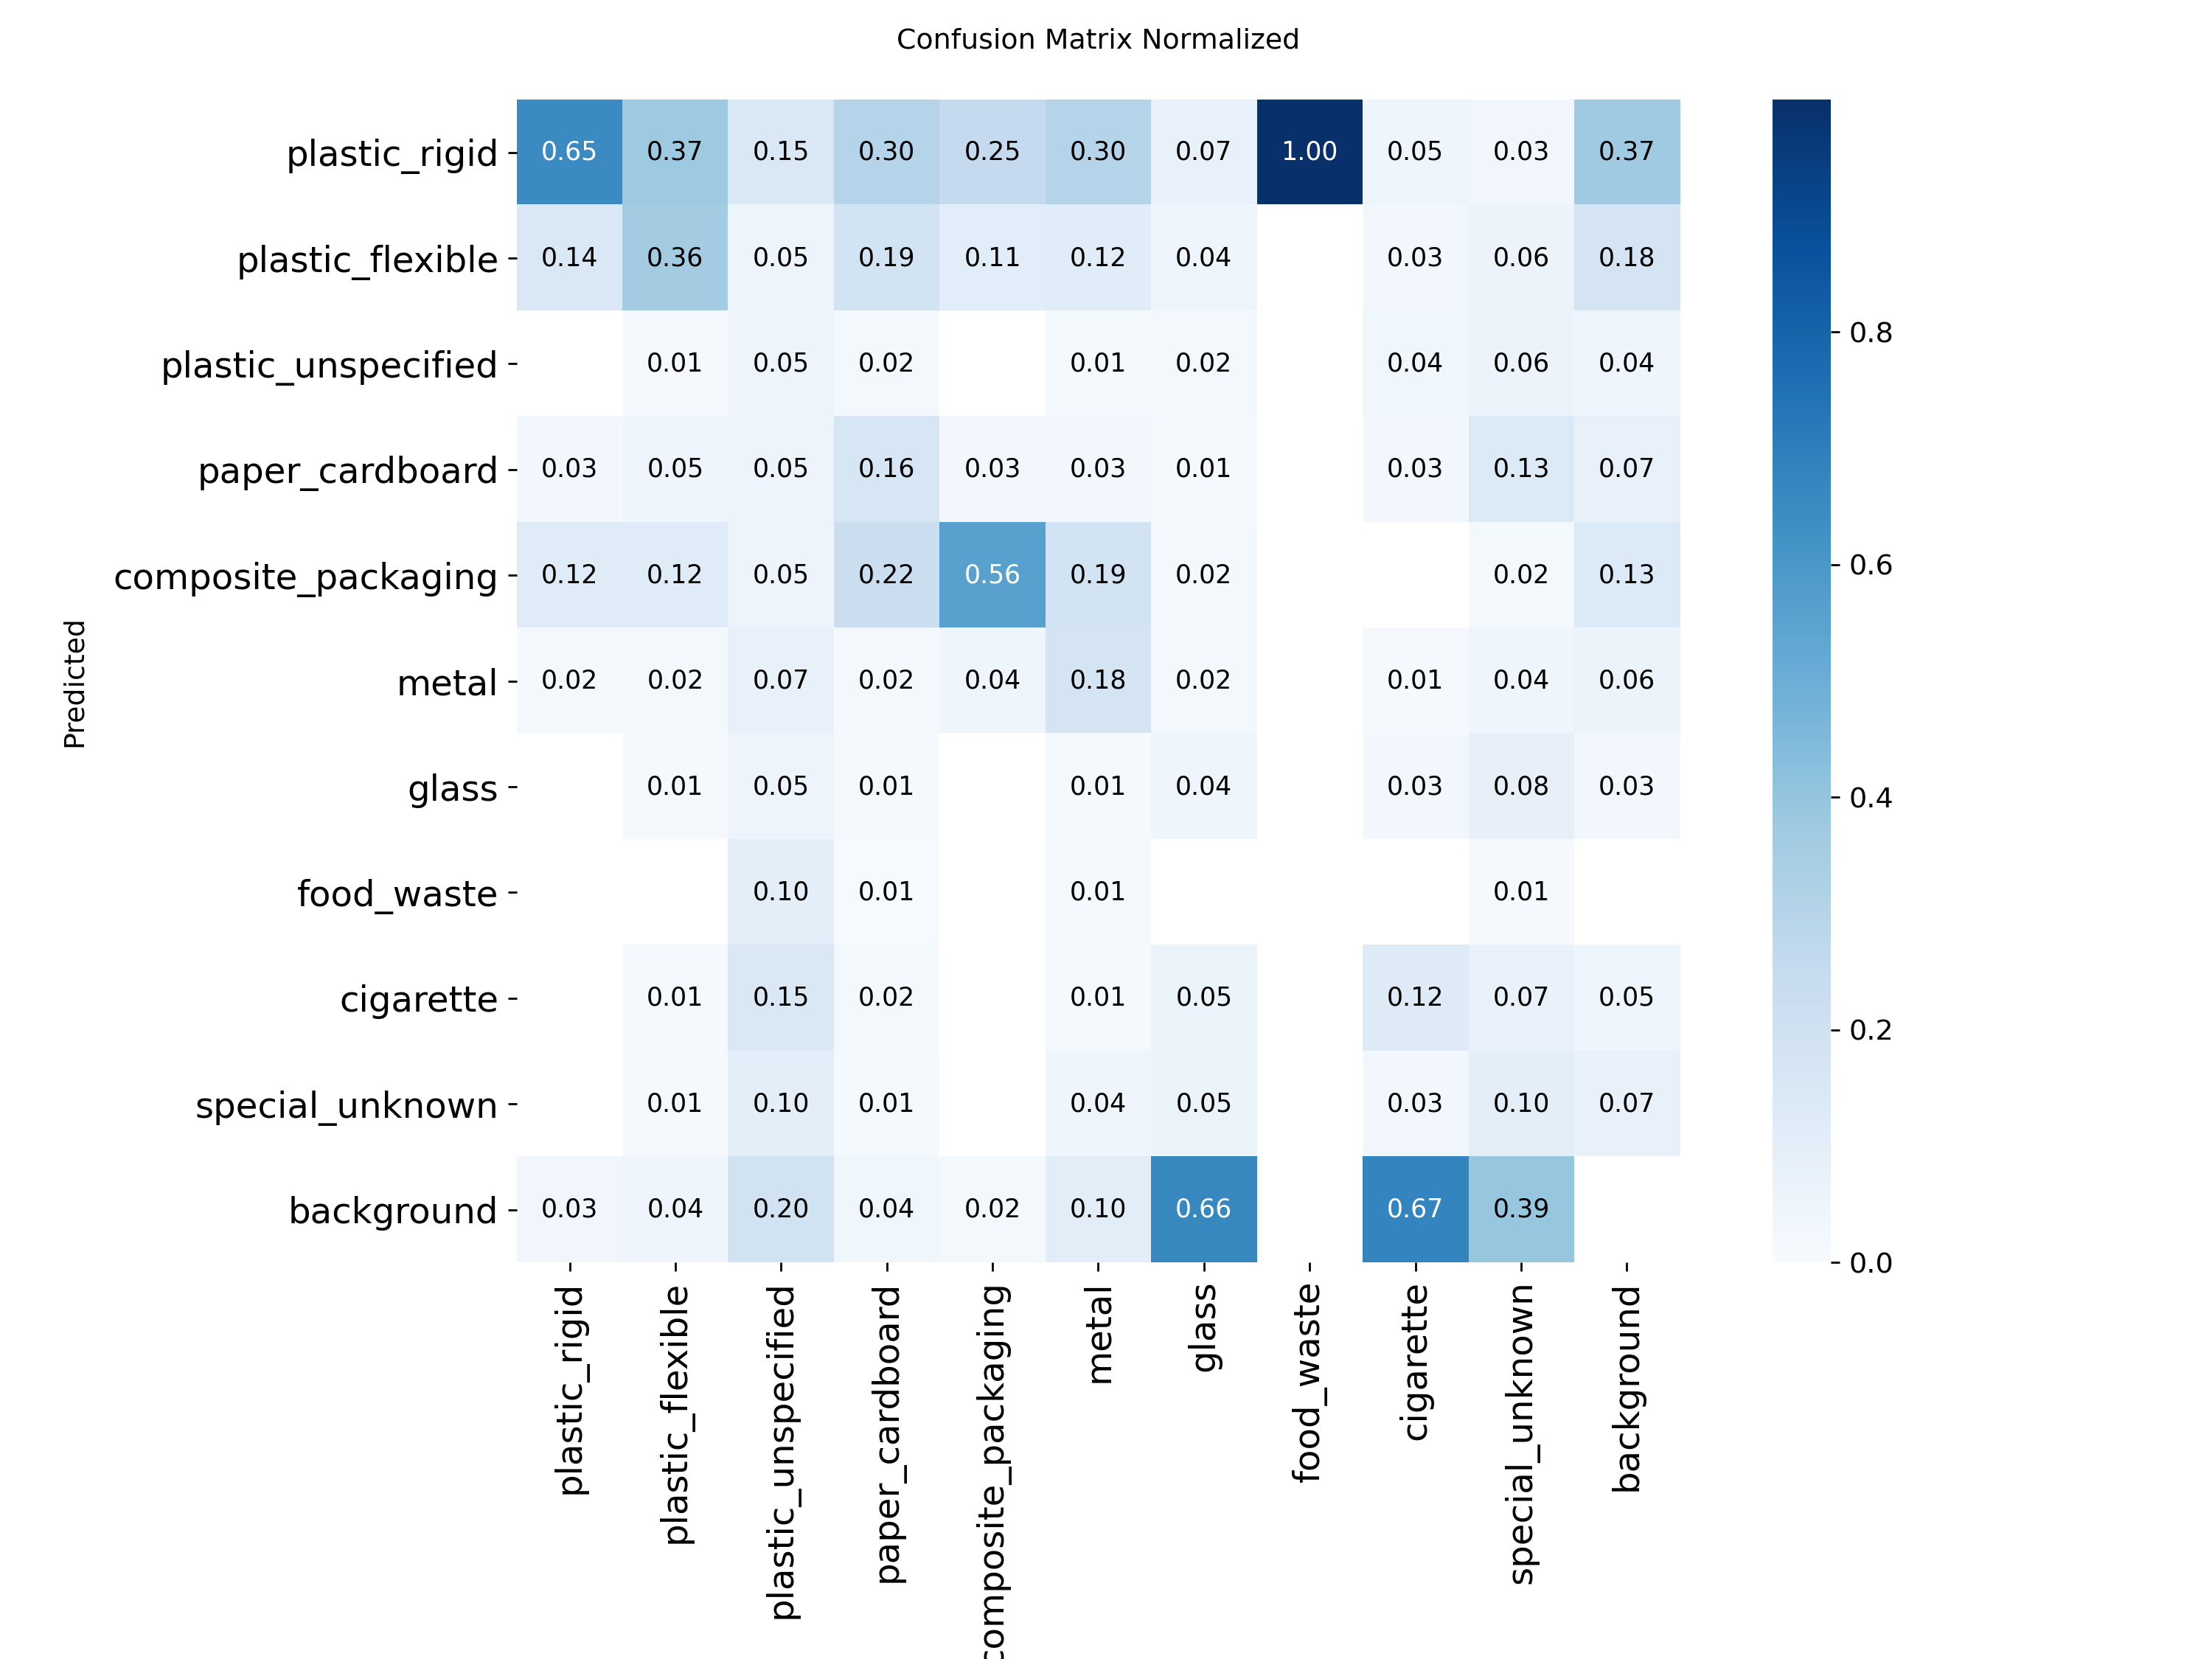 Confusion Matrix Normalized
plastic_rigid 0.65 0.37 0.15 0.30 0.25 0.30 0.07 1.00 0.05 0.03 0.37
plastic_flexible 0.14 0.36 0.05 0.19 0.11 0.12 0.04 0.03 0.06 0.18
plastic_unspecified 0.01 0.05 0.02 0.01 0.02 0.04 0.06 0.04
paper_cardboard 0.03 0.05 0.05 0.16 0.03 0.03 0.01 0.03 0.13 0.07
composite_packaging 0.12 0.12 0.05 0.22 0.56 0.19 0.02 0.02 0.13
metal 0.02 0.02 0.07 0.02 0.04 0.18 0.02 0.01 0.04 0.06
glass 0.01 0.05 0.01 0.01 0.04 0.03 0.08 0.03
food_waste 0.10 0.01 0.01 0.01
cigarette 0.01 0.15 0.02 0.01 0.05 0.12 0.07 0.05
special_unknown 0.01 0.10 0.01 0.04 0.05 0.03 0.10 0.07
background 0.03 0.04 0.20 0.04 0.02 0.10 0.66 0.67 0.39
Predicted
plastic_rigid
plastic_flexible
plastic_unspecified
paper_cardboard
composite_packaging
metal
glass
food_waste
cigarette
special_unknown
background
0.8
0.6
0.4
0.2
0.0